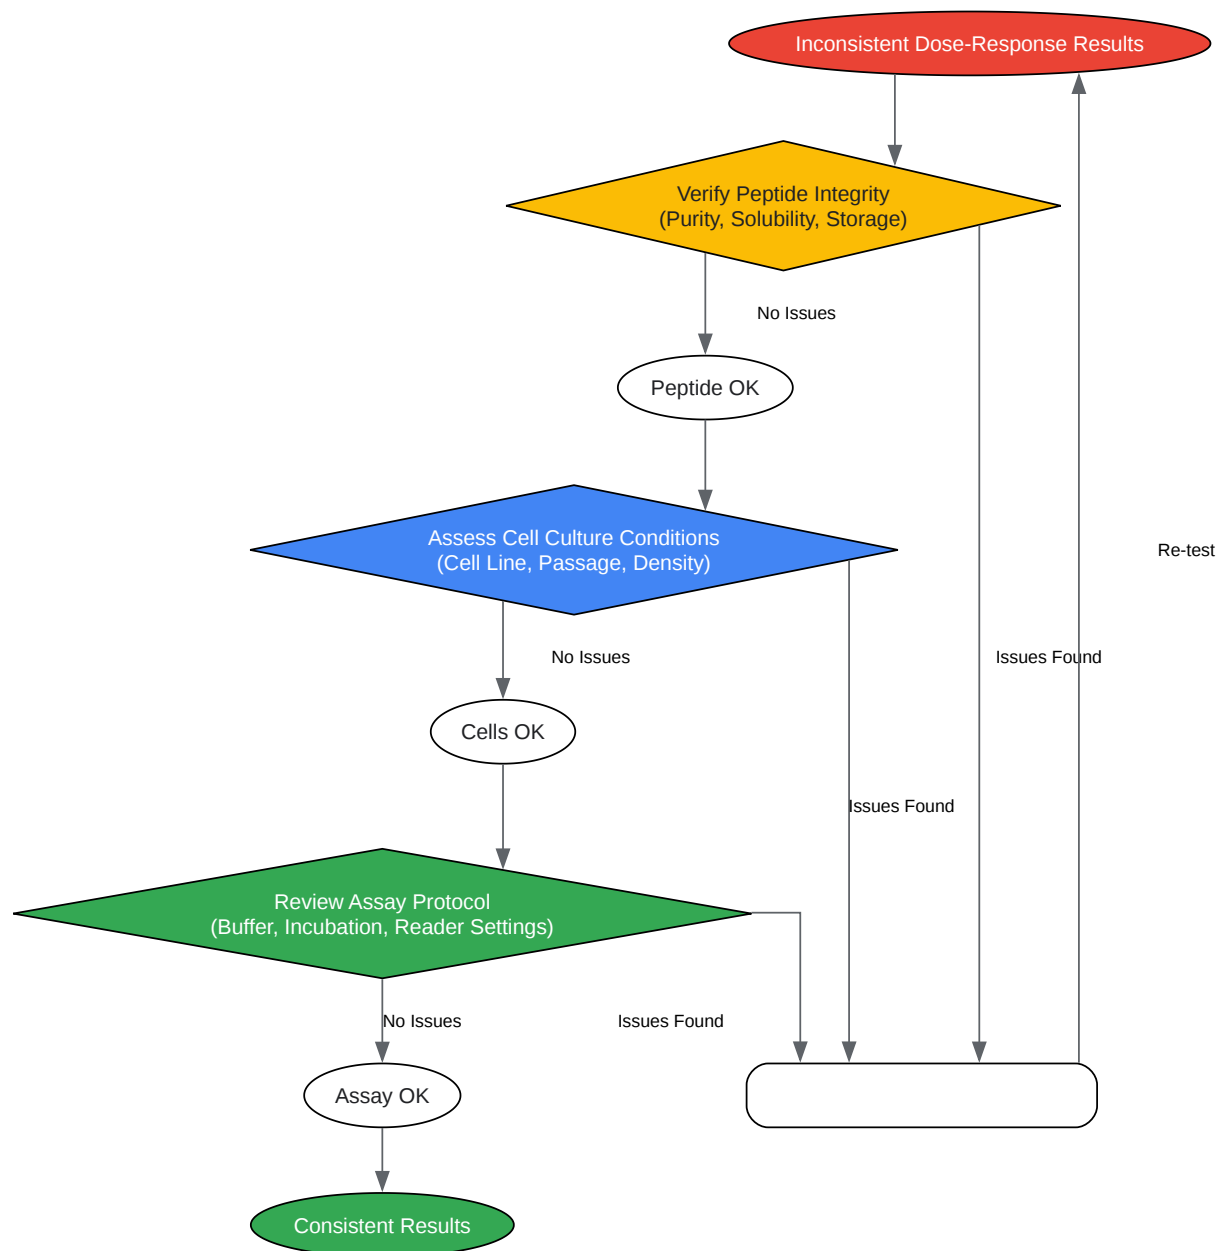 Inconsistent Dose-Response Results
Verify Peptide Integrity
(Purity, Solubility, Storage)
No Issues
Peptide OK
Assess Cell Culture Conditions
(Cell Line, Passage, Density)
Re-test
No Issues
Issues Found
Cells OK
Issues Found
Review Assay Protocol
(Buffer, Incubation, Reader Settings)
No Issues
Issues Found
Assay OK
Consistent Results